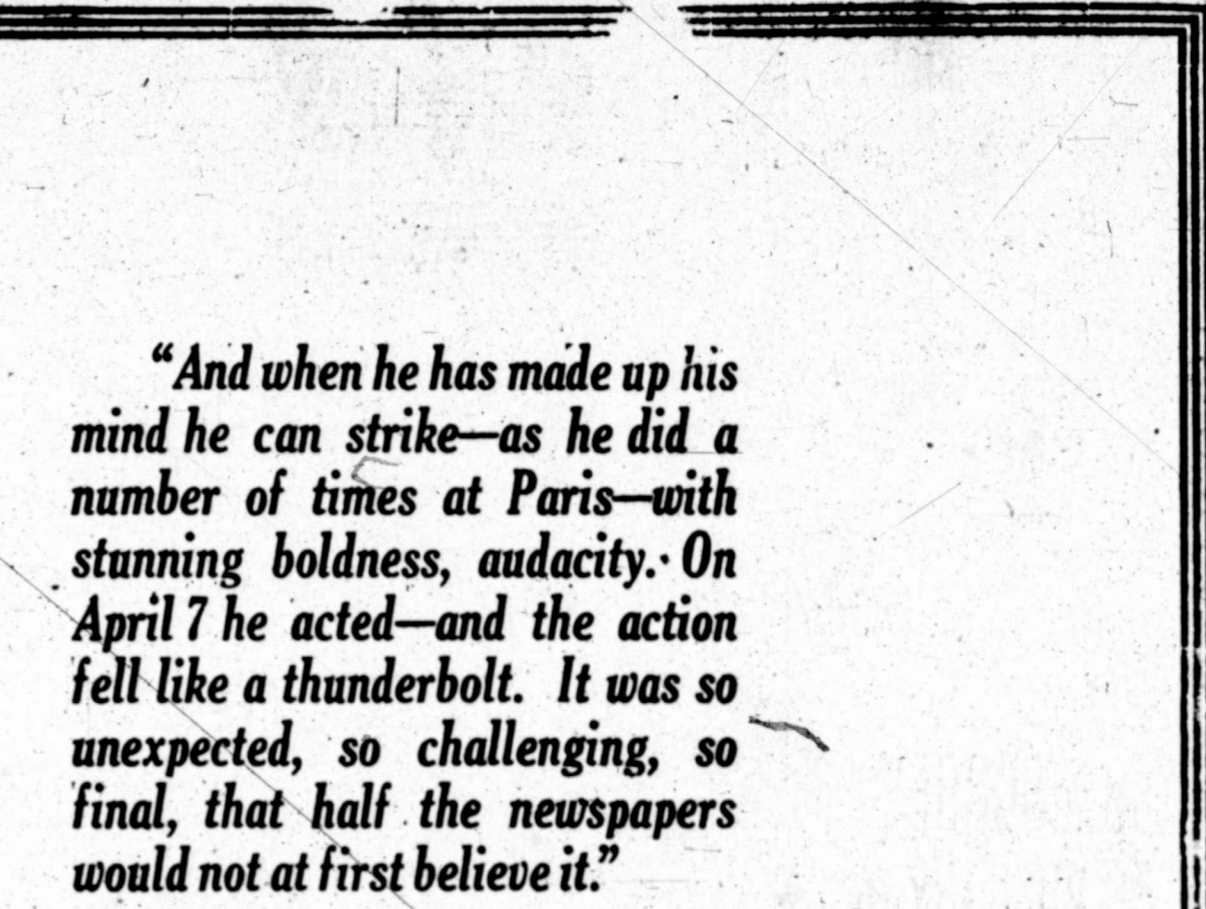 “And when he has made up his
mind he can strike—as he did a
number of times at Paris—with
stunning boldness, audacity. On
April 7 he acted—and the action
fell like a thunderbolt. It was so
unexpected, so challenging, so
final, that half the newspapers
would not at first believe it.”